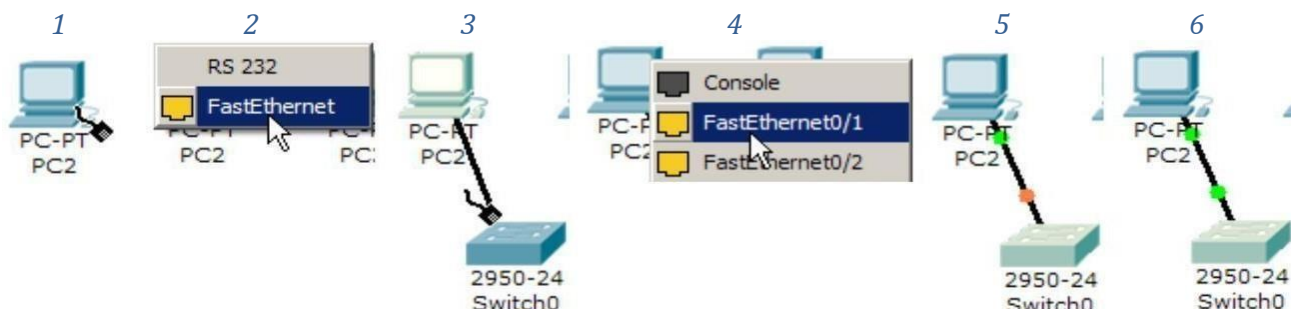 1
2
3
4
5
6
PC-PT
PC2
RS 232
FastEthernet
PC2
PC-PT
PC2
Console
FastEthernet0/1
FastEthernet0/2
PC-PT
PC2
PC-PT
PC2
2950-24
Switch0
2950-24
Switch0
2950-24
Switch0